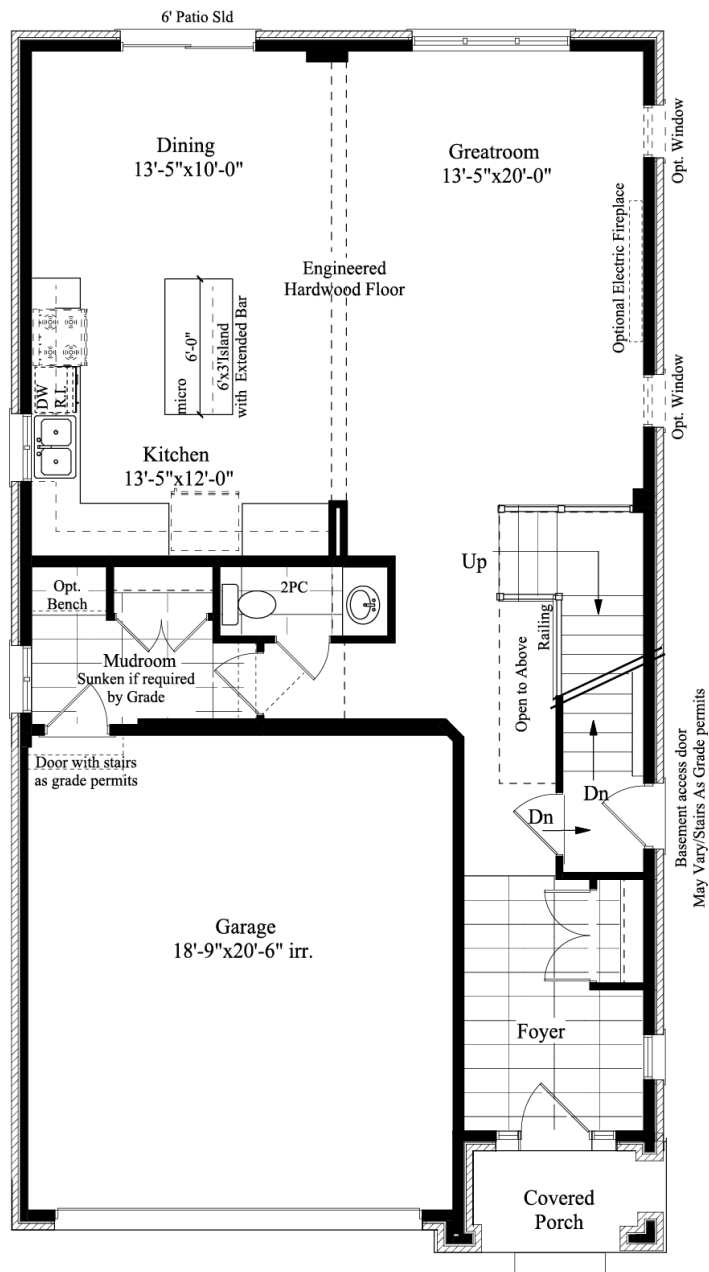 6' Patio Sld
Dining
13'-5"x10'-0"
Greatroom
13'-5"x20'-0"
Opt. Window
Optional Electric Fireplace
Engineered
Hardwood Floor
micro
6'-0"
6'x3'Island
with Extended Bar
DW
R.I.
Opt. Window
Kitchen
13'-5"x12'-0"
Up
Opt.
Bench
2PC
Railing
Open to Above
Mudroom
Sunken if required
by Grade
Door with stairs
as grade permits
Dn
Dn
Basement access door
May Vary/Stairs As Grade permits
Garage
18'-9"x20'-6" irr.
Foyer
Covered
Porch